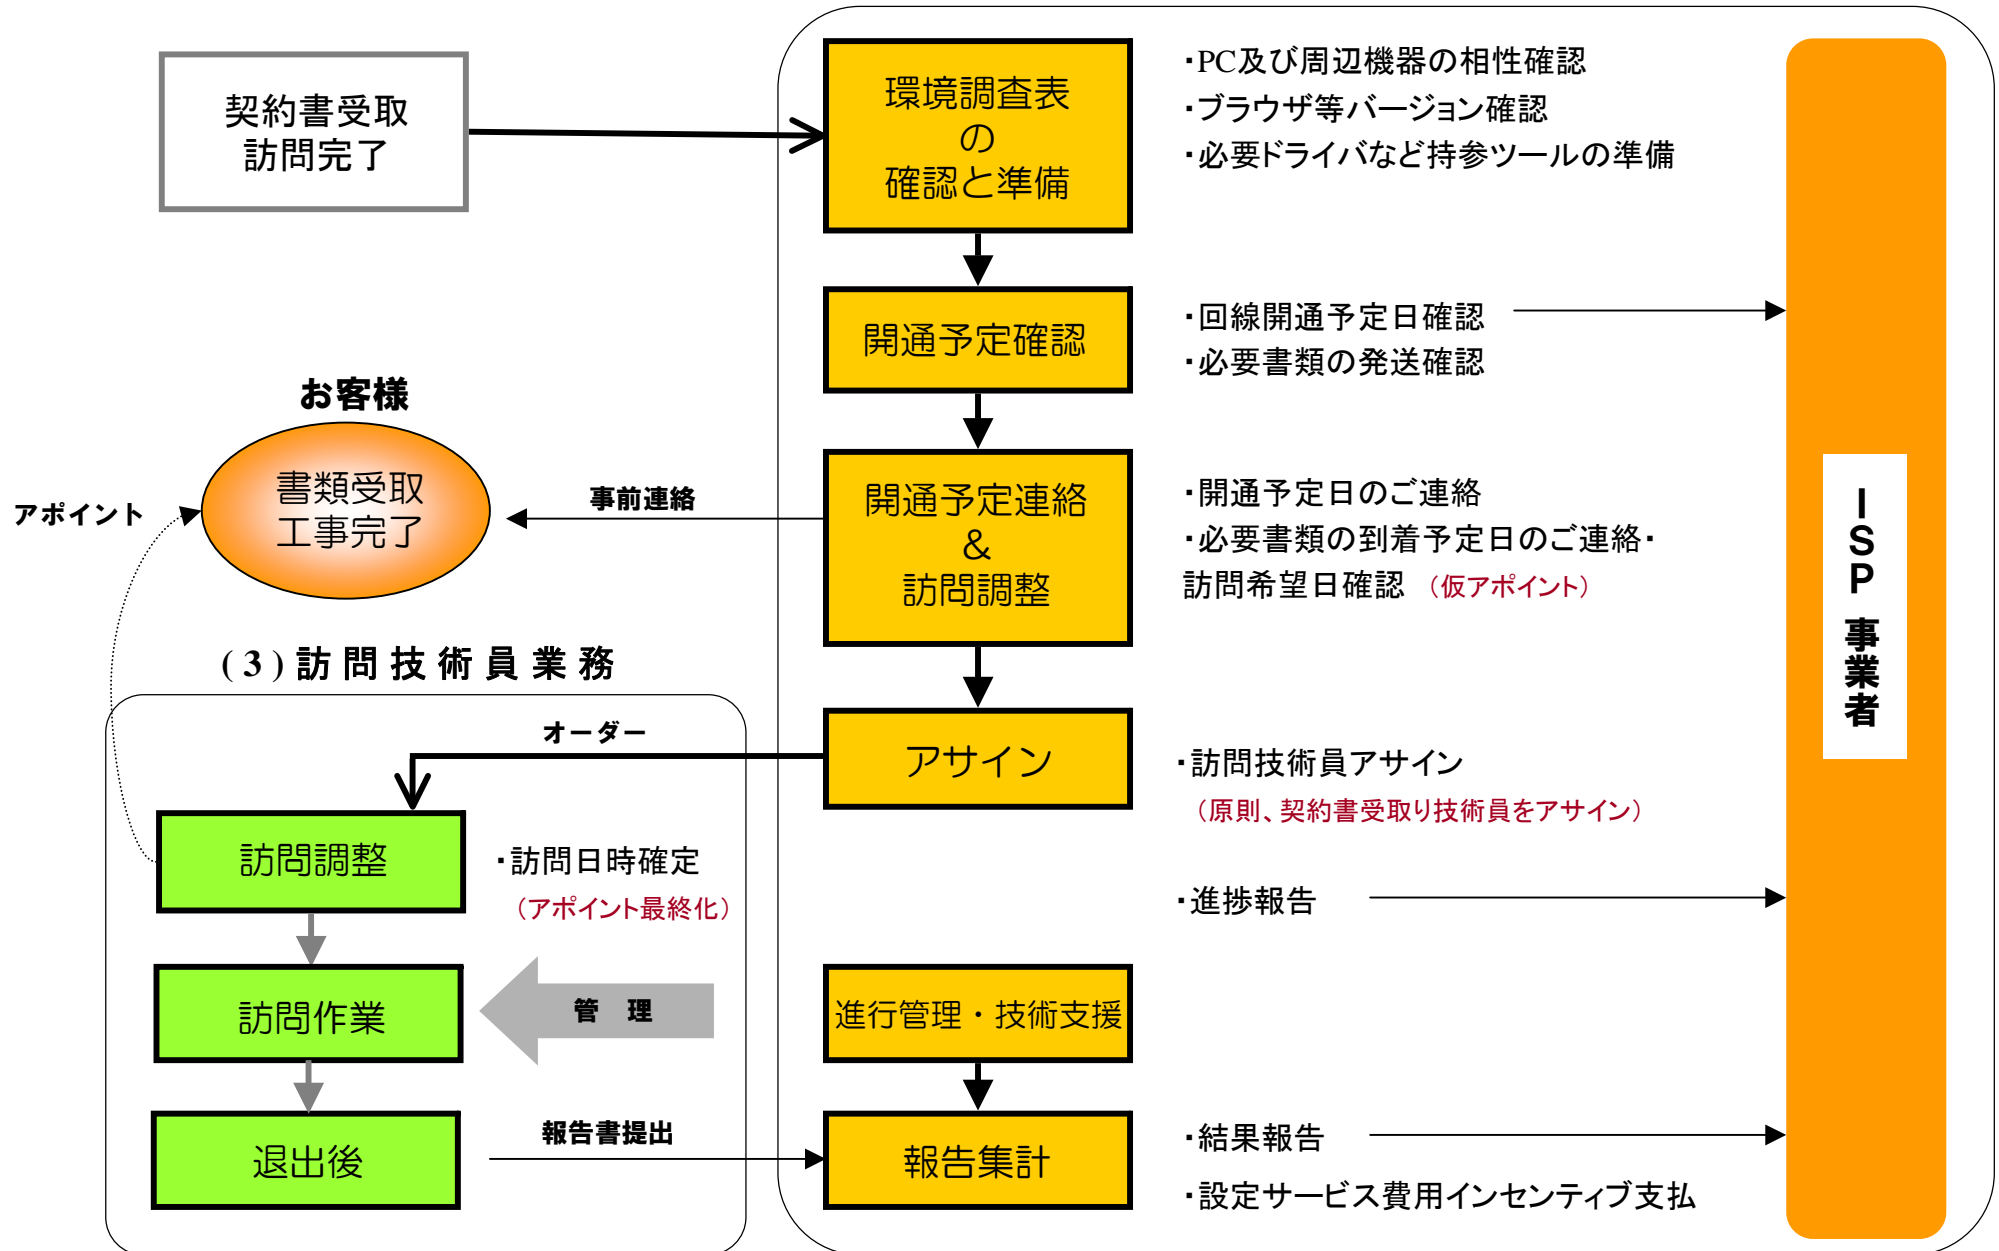 契約書受取
訪問完了
環境調査表
の
確認と準備
・PC及び周辺機器の相性確認
・ブラウザ等バージョン確認
・必要ドライバなど持参ツールの準備
開通予定確認
・回線開通予定日確認
・必要書類の発送確認
お客様
書類受取
工事完了
アポイント
事前連絡
開通予定連絡
&
訪問調整
・開通予定日のご連絡
・必要書類の到着予定日のご連絡・
訪問希望日確認 （仮アポイント）
ISP 事業者
(3)訪問技術員業務
オーダー
アサイン
・訪問技術員アサイン
（原則、契約書受取り技術員をアサイン）
訪問調整
・訪問日時確定
（アポイント最終化）
・進捗報告
訪問作業
管 理
進行管理・技術支援
退出後
報告書提出
報告集計
・結果報告
・設定サービス費用インセンティブ支払